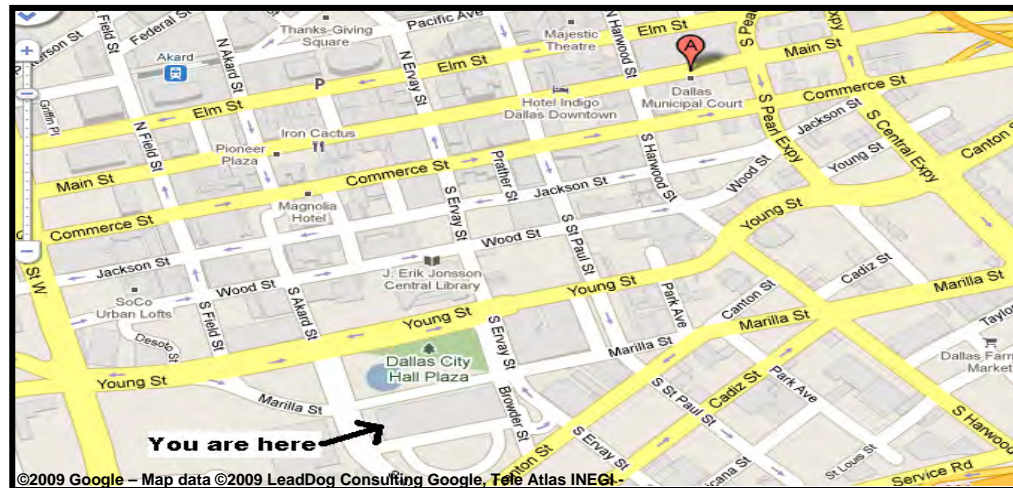 Federal St
Pacific Ave
N Field St
N Akard St
Thanks-Giving
Square
N Ervay St
Majestic
Theatre
Elm St
N Harwood St
A
Main St
Akard
P
Elm St
Dallas
Municipal Court
Commerce St
Hotel Indigo
Dallas Downtown
Griffin Pl
Iron Cactus
Pioneer
Plaza
N Field St
Main St
Commerce St
Prather St
S Harwood St
S Pearl Expy
Jackson St
Young St
S Central Expy
Canton St
Magnolia
Hotel
Jackson St
Wood St
S Ervay St
Commerce St
Wood St
S St Paul St
Young St
Jackson St
J. Erik Jonsson
Central Library
SoCo
Urban Lofts
Wood St
S Field St
S Akard St
Young St
Park Ave
Canton St
Cadiz St
Marilla St
Young St
S Ervay St
Marilla St
Dallas City
Hall Plaza
Desoto St
Young St
Marilla St
Browder St
S St Paul St
Cadiz St
Park Ave
Dallas Farm
Market
S Harwood
You are here
S Ervay St
Canton St
St Louis St
Service Rd
©2009 Google – Map data ©2009 LeadDog Consulting Google, Tele Atlas INEGI -